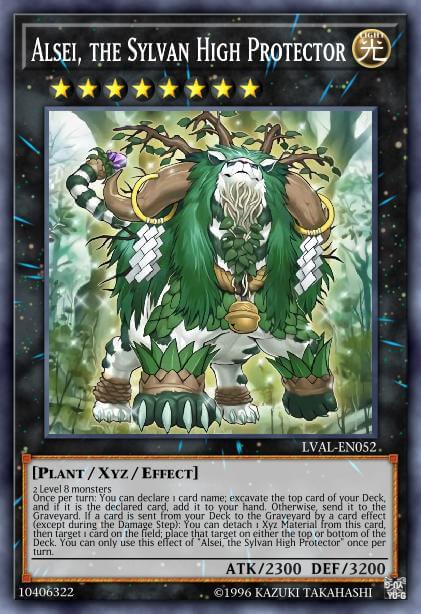 ALSEI, THE SYLVAN HIGH PROTECTOR
LIGHT
光
LVAL-EN052
[PLANT / XYZ / EFFECT]
2 Level 8 monsters
Once per turn: You can declare 1 card name; excavate the top card of your Deck,
and if it is the declared card, add it to your hand. Otherwise, send it to the
Graveyard. If a card is sent from your Deck to the Graveyard by a card effect
(except during the Damage Step): You can detach 1 Xyz Material from this card,
then target 1 card on the field; place that target on either the top or bottom of the
Deck. You can only use this effect of "Alsei, the Sylvan High Protector" once per
turn.
ATK/2300 DEF/3200
10406322
©1996 KAZUKI TAKAHASHI